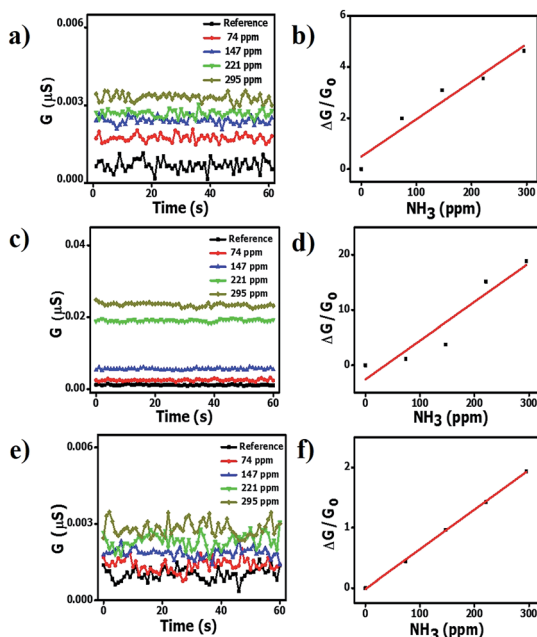 a)
G (μS)
0.006
0.003
0.000
0
20
40
60
Time (s)
Reference
74 ppm
147 ppm
221 ppm
295 ppm
b)
ΔG / G₀
6
4
2
0
0
100
200
300
NH₃ (ppm)
c)
G (μS)
0.04
0.02
0.00
0
20
40
60
Time (s)
Reference
74 ppm
147 ppm
221 ppm
295 ppm
d)
ΔG / G₀
20
10
0
0
100
200
300
NH₃ (ppm)
e)
G (μS)
0.006
0.003
0.000
0
20
40
60
Time (s)
Reference
74 ppm
147 ppm
221 ppm
295 ppm
f)
ΔG / G₀
2
1
0
0
100
200
300
NH₃ (ppm)